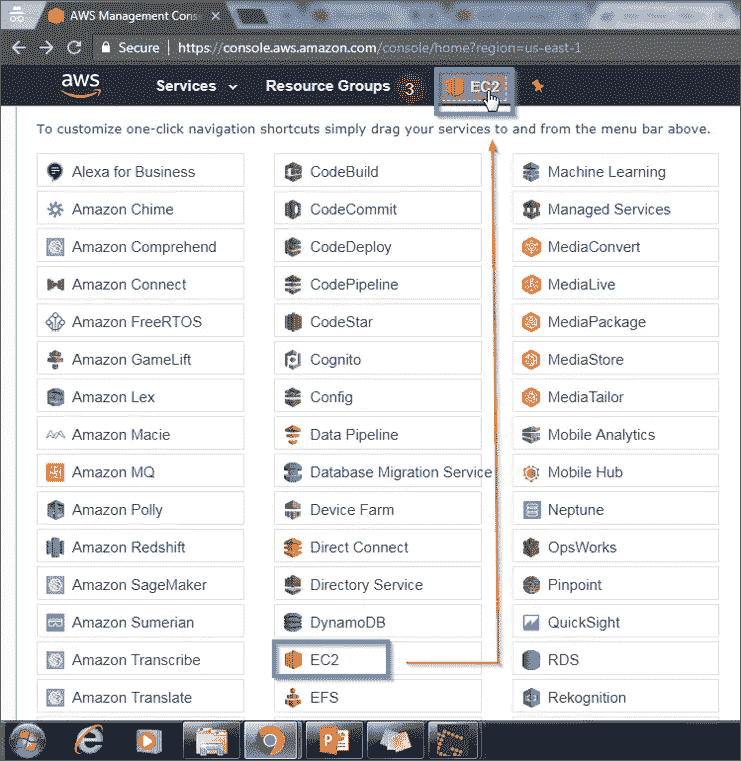 AWS Management Cons
Secure https://console.aws.amazon.com/console/home?region=us-east-1
aws Services Resource Groups 3 EC2
To customize one-click navigation shortcuts simply drag your services to and from the menu bar above.
Alexa for Business
Amazon Chime
Amazon Comprehend
Amazon Connect
Amazon FreeRTOS
Amazon GameLift
Amazon Lex
Amazon Macie
Amazon MQ
Amazon Polly
Amazon Redshift
Amazon SageMaker
Amazon Sumerian
Amazon Transcribe
Amazon Translate
CodeBuild
CodeCommit
CodeDeploy
CodePipeline
CodeStar
Cognito
Config
Data Pipeline
Database Migration Service
Device Farm
Direct Connect
Directory Service
DynamoDB
EC2
EFS
Machine Learning
Managed Services
MediaConvert
MediaLive
MediaPackage
MediaStore
MediaTailor
Mobile Analytics
Mobile Hub
Neptune
OpsWorks
Pinpoint
QuickSight
RDS
Rekognition